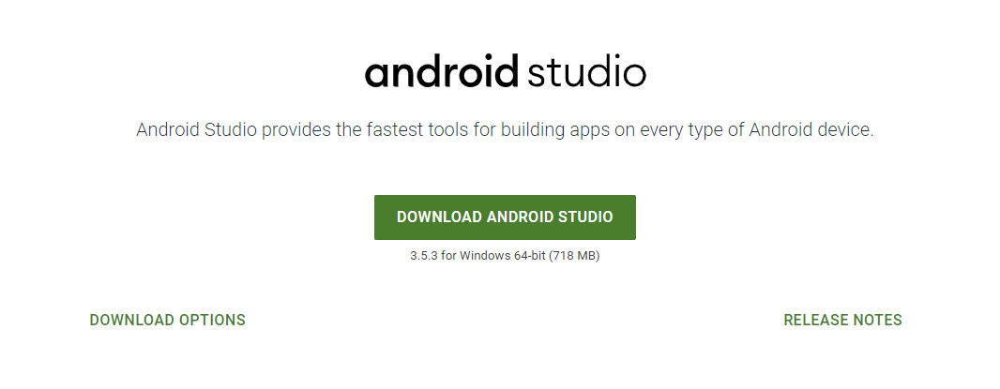 android studio
Android Studio provides the fastest tools for building apps on every type of Android device.
DOWNLOAD ANDROID STUDIO
3.5.3 for Windows 64-bit (718 MB)
DOWNLOAD OPTIONS
RELEASE NOTES